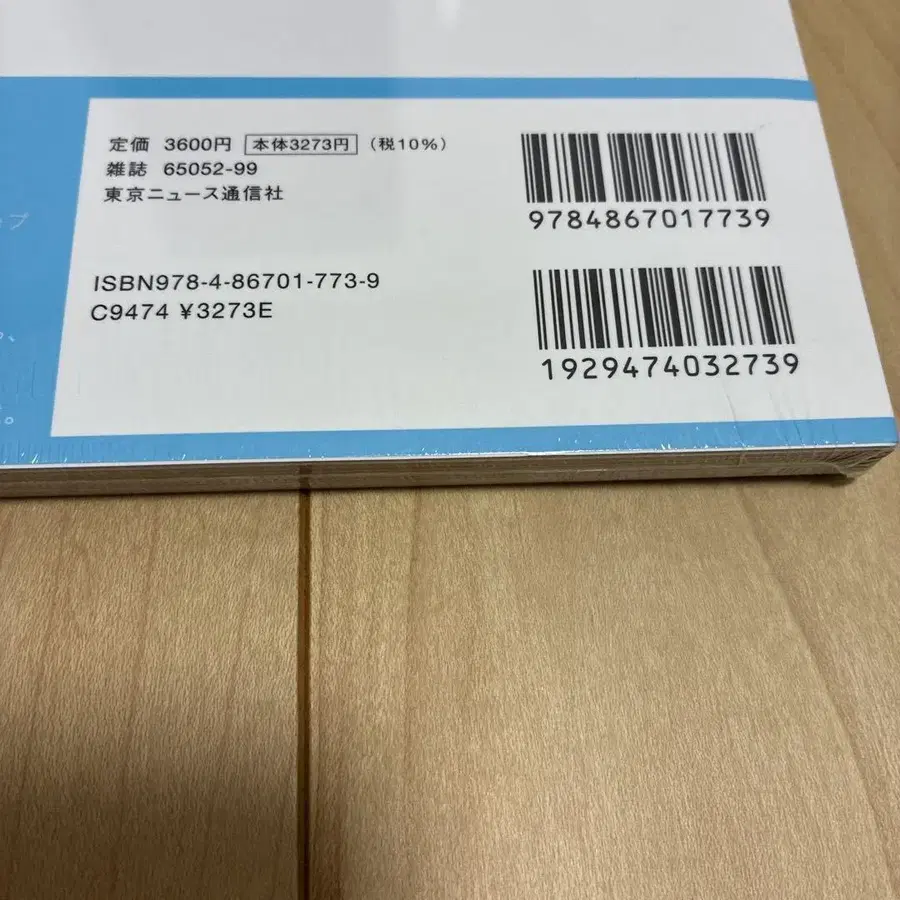 定価 3600円 本体3273円 (税10%)
雑誌 65052-99
東京ニュース通信社
ISBN978-4-86701-773-9
C9474 ¥3273E
9784867017739
1929474032739